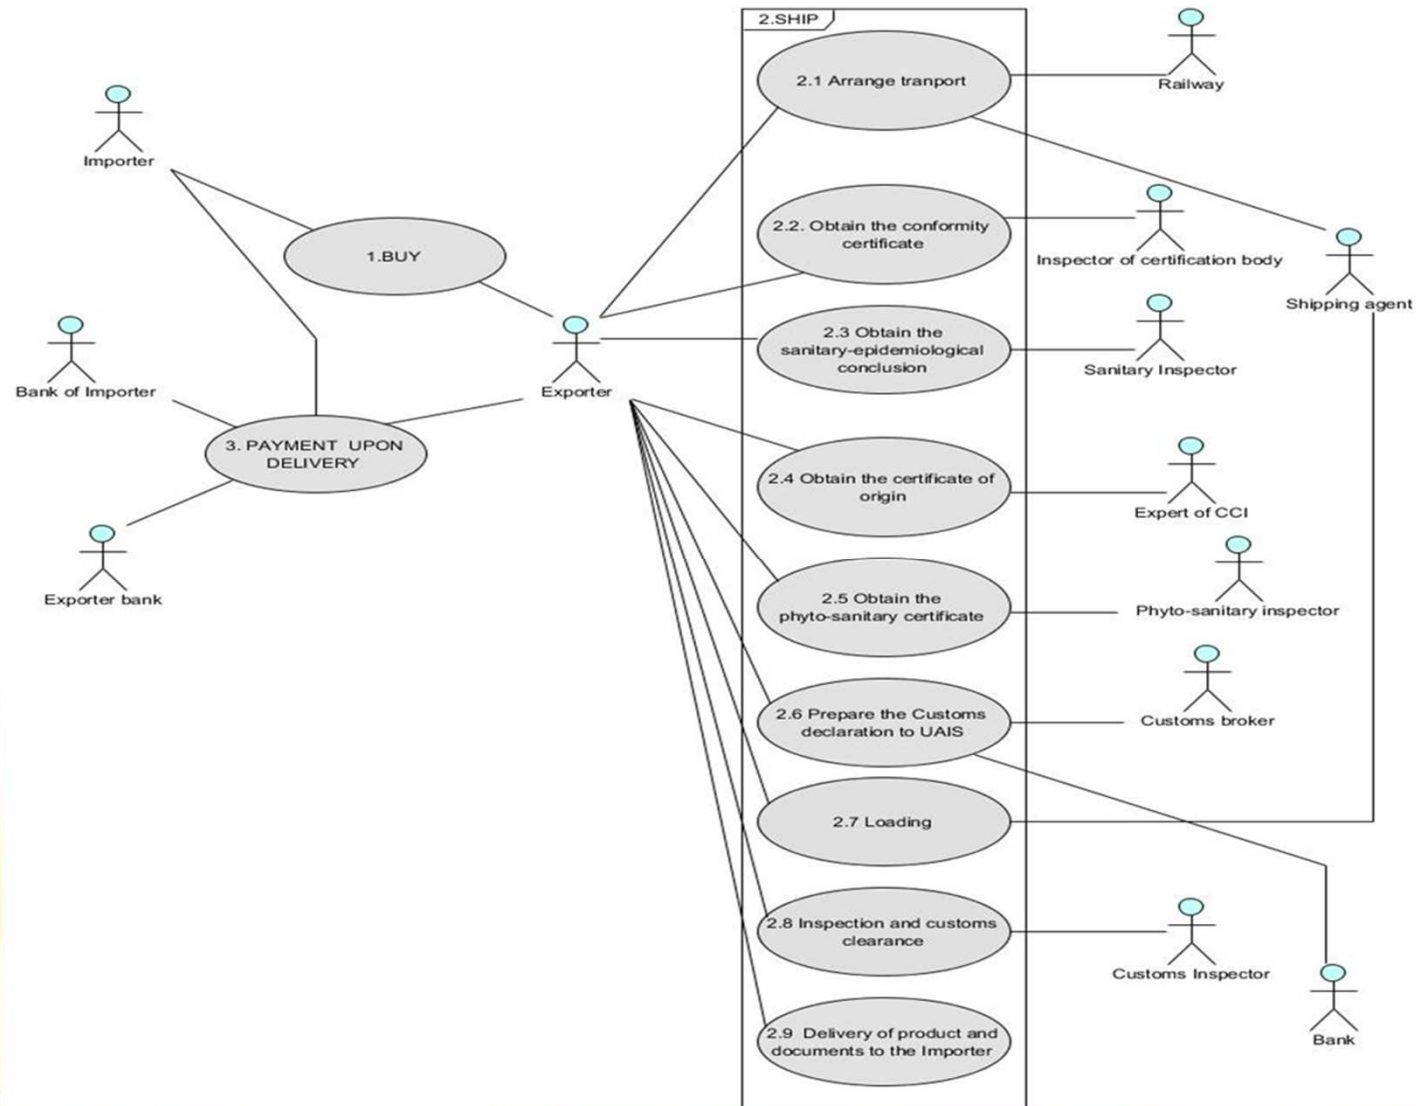 2.SHIP
2.1 Arrange tranport
Railway
Importer
2.2. Obtain the conformity
certificate
Inspector of certification body
1.BUY
Shipping agent
2.3 Obtain the
sanitary-epidemiological
conclusion
Sanitary Inspector
Bank of Importer
Exporter
3. PAYMENT UPON
DELIVERY
2.4 Obtain the certificate of
origin
Expert of CCI
Exporter bank
2.5 Obtain the
phyto-sanitary certificate
Phyto-sanitary inspector
2.6 Prepare the Customs
declaration to UAIS
Customs broker
2.7 Loading
2.8 Inspection and customs
clearance
Customs Inspector
2.9 Delivery of product and
documents to the Importer
Bank